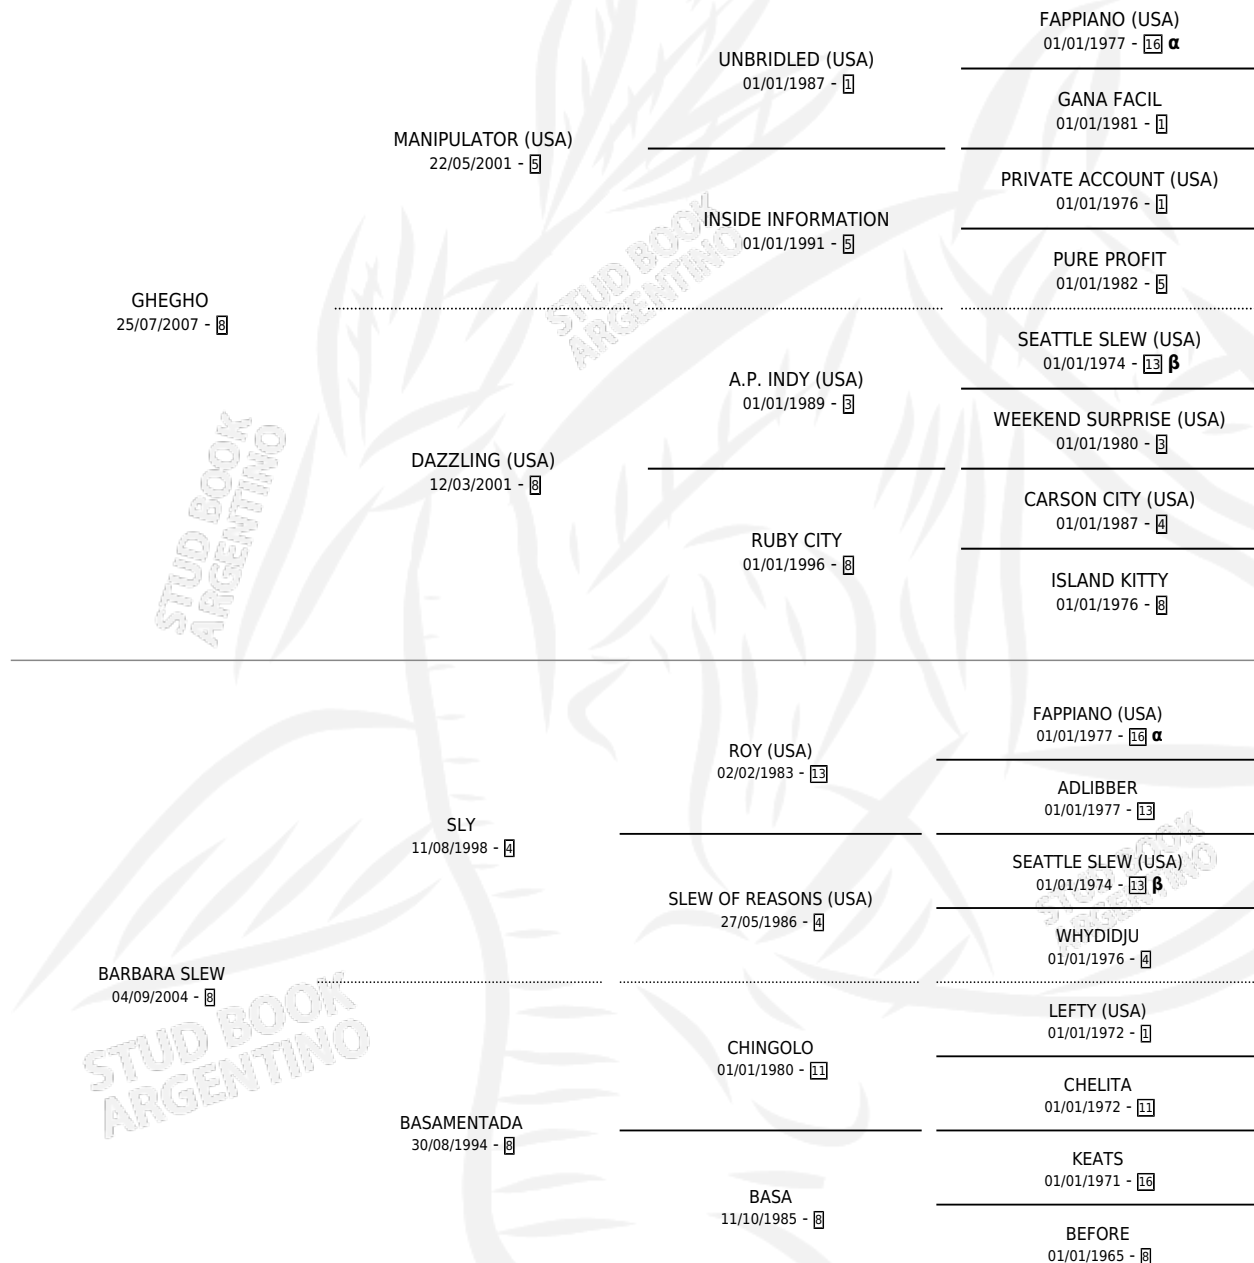 FAPPIANO (USA)
01/01/1977 - 16 α
UNBRIDLED (USA)
01/01/1987 - 1
GANA FACIL
01/01/1981 - 1
MANIPULATOR (USA)
22/05/2001 - 5
PRIVATE ACCOUNT (USA)
01/01/1976 - 1
INSIDE INFORMATION
01/01/1991 - 5
PURE PROFIT
01/01/1982 - 5
GHEGHO
25/07/2007 - 8
SEATTLE SLEW (USA)
01/01/1974 - 13 β
A.P. INDY (USA)
01/01/1989 - 3
WEEKEND SURPRISE (USA)
01/01/1980 - 3
DAZZLING (USA)
12/03/2001 - 8
CARSON CITY (USA)
01/01/1987 - 4
RUBY CITY
01/01/1996 - 8
ISLAND KITTY
01/01/1976 - 8
FAPPIANO (USA)
01/01/1977 - 16 α
ROY (USA)
02/02/1983 - 13
ADLIBBER
01/01/1977 - 13
SLY
11/08/1998 - 4
SEATTLE SLEW (USA)
01/01/1974 - 13 β
SLEW OF REASONS (USA)
27/05/1986 - 4
WHYDIDJU
01/01/1976 - 4
BARBARA SLEW
04/09/2004 - 8
LEFTY (USA)
01/01/1972 - 1
CHINGOLO
01/01/1980 - 11
CHELITA
01/01/1972 - 11
BASAMENTADA
30/08/1994 - 8
KEATS
01/01/1971 - 16
BASA
11/10/1985 - 8
BEFORE
01/01/1965 - 8
STUD BOOK
ARGENTINO
STUD BOOK
ARGENTINO
STUD BOOK
ARGENTINO
STUD BOOK
ARGENTINO